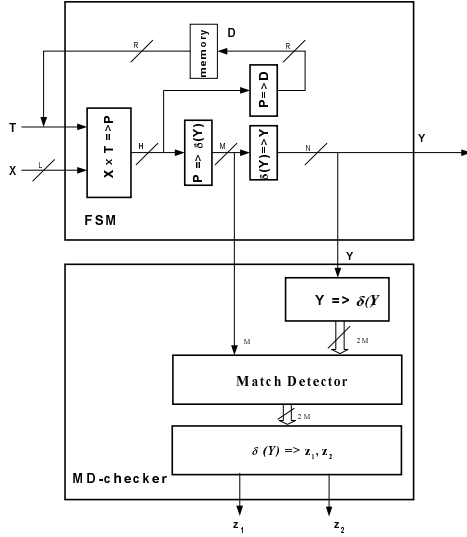 R
memory
D
R
T
X × T =>P
P=>D
H
P => δ(Y)
M
δ(Y)=>Y
N
Y
X
L
FSM
Y
Y => δ(Y
2M
M
Match Detector
2M
δ (Y) => z1, z2
MD-checker
z1
z2